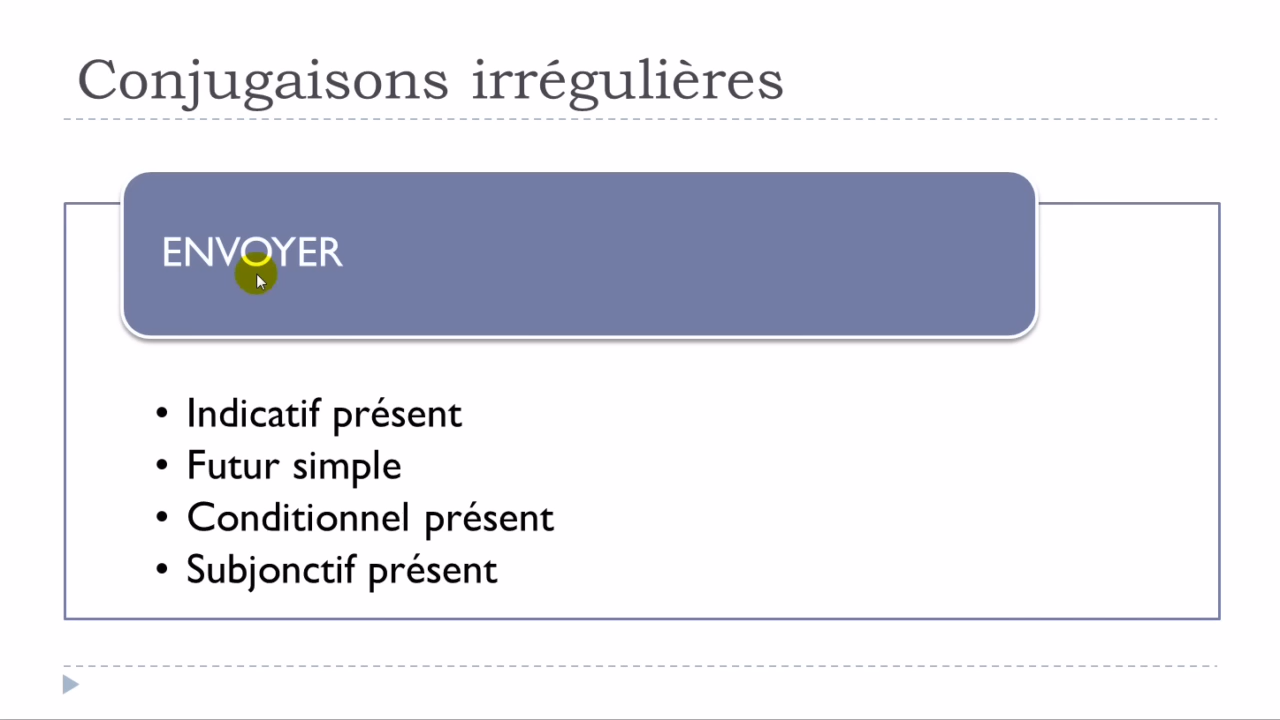 Conjugaisons irrégulières
ENVOYER
• Indicatif présent
• Futur simple
• Conditionnel présent
• Subjonctif présent